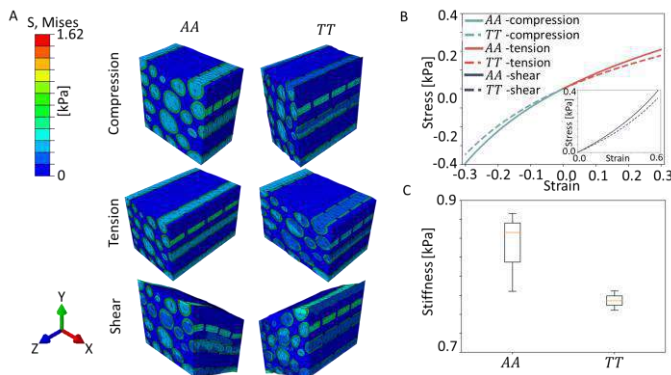 A
S, Mises
1.62
[kPa]
0
AA
TT
Compression
Tension
Shear
Y
Z
X
B
0.4
0.2
0.0
-0.2
-0.4
Stress [kPa]
AA -compression
TT -compression
AA -tension
TT -tension
AA -shear
TT -shear
0.4
Stress [kPa]
0.0
0.0
Strain
0.6
-0.3
-0.2
-0.1
0.0
0.1
0.2
0.3
Strain
C
0.9
Stiffness [kPa]
0.7
AA
TT